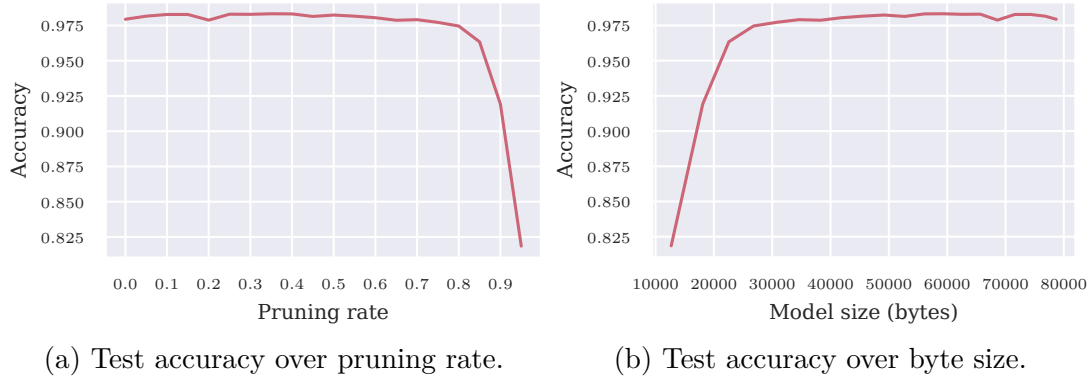 0.975
0.950
0.925
0.900
0.875
0.850
0.825
Accuracy
0.0 0.1 0.2 0.3 0.4 0.5 0.6 0.7 0.8 0.9
Pruning rate
(a) Test accuracy over pruning rate.
0.975
0.950
0.925
0.900
0.875
0.850
0.825
Accuracy
10000 20000 30000 40000 50000 60000 70000 80000
Model size (bytes)
(b) Test accuracy over byte size.